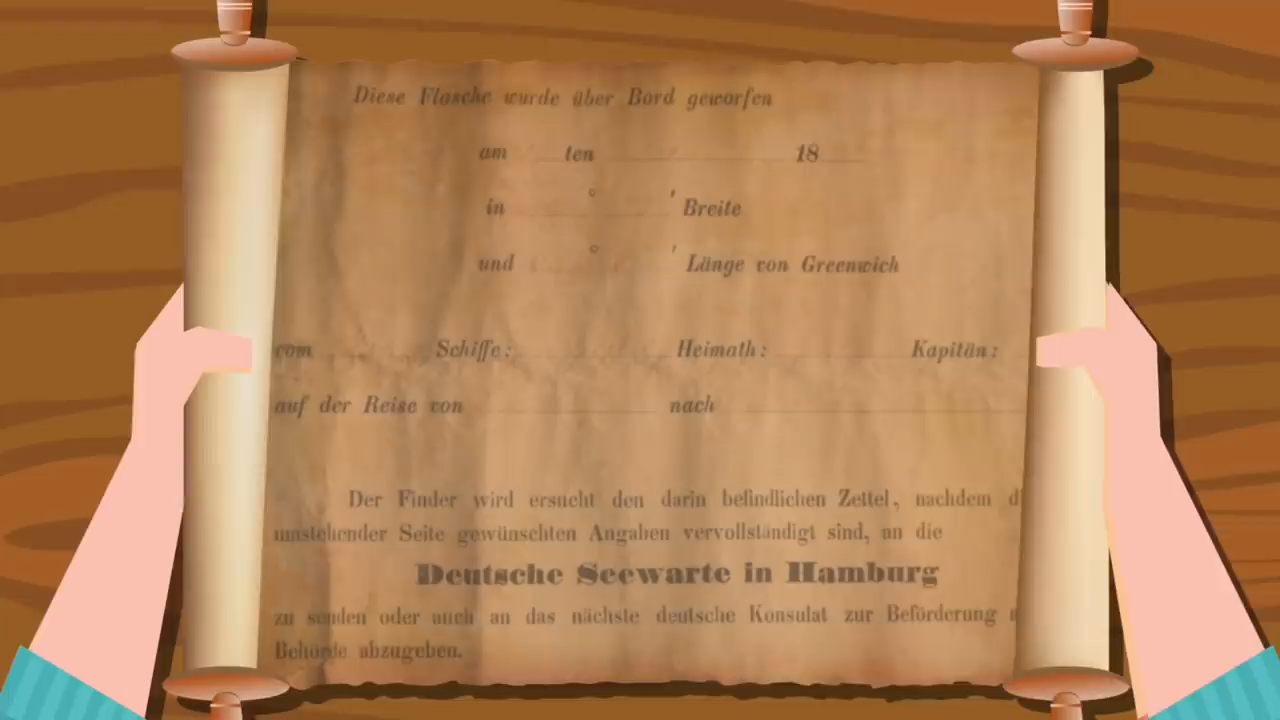 Diese Flasche wurde über Bord geworfen
am ten 18
in ° ' Breite
und ° ' Länge von Greenwich
vom Schiffe: Heimath: Kapitän:
auf der Reise von nach
Der Finder wird ersucht den darin befindlichen Zettel, nachdem
umstehender Seite gewünschten Angaben vervollständigt sind, an die
Deutsche Seewarte in Hamburg
zu senden oder auch an das nächste deutsche Konsulat zur Beförderung
Behörde abzugeben.